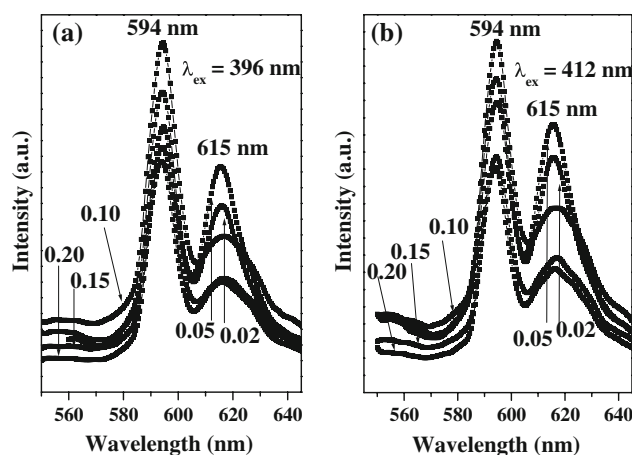 (a)
594 nm
λex = 396 nm
615 nm
0.10
0.20
0.15
0.05
0.02
Intensity (a.u.)
560
580
600
620
640
Wavelength (nm)
(b)
594 nm
λex = 412 nm
615 nm
0.10
0.15
0.20
0.05
0.02
Intensity (a.u.)
560
580
600
620
640
Wavelength (nm)